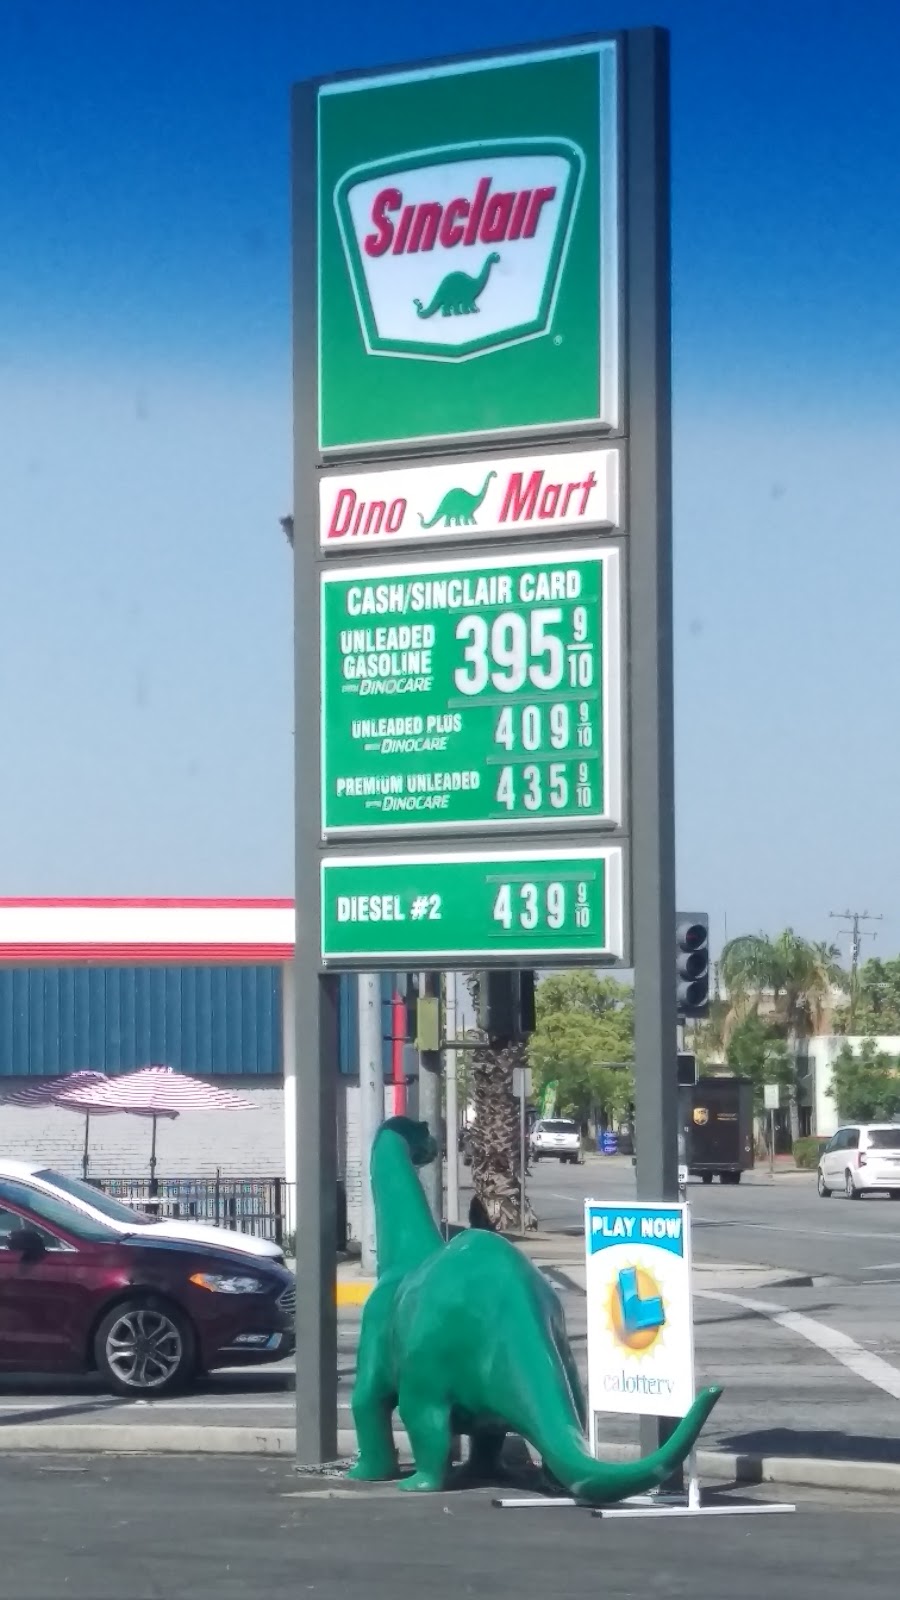 Sinclair
®
Dino Mart
CASH/SINCLAIR CARD
UNLEADED
GASOLINE
DINOCARE
395 9/10
UNLEADED PLUS
DINOCARE
409 9/10
PREMIUM UNLEADED
DINOCARE
435 9/10
DIESEL #2 439 9/10
PLAY NOW
L
calottery
ups